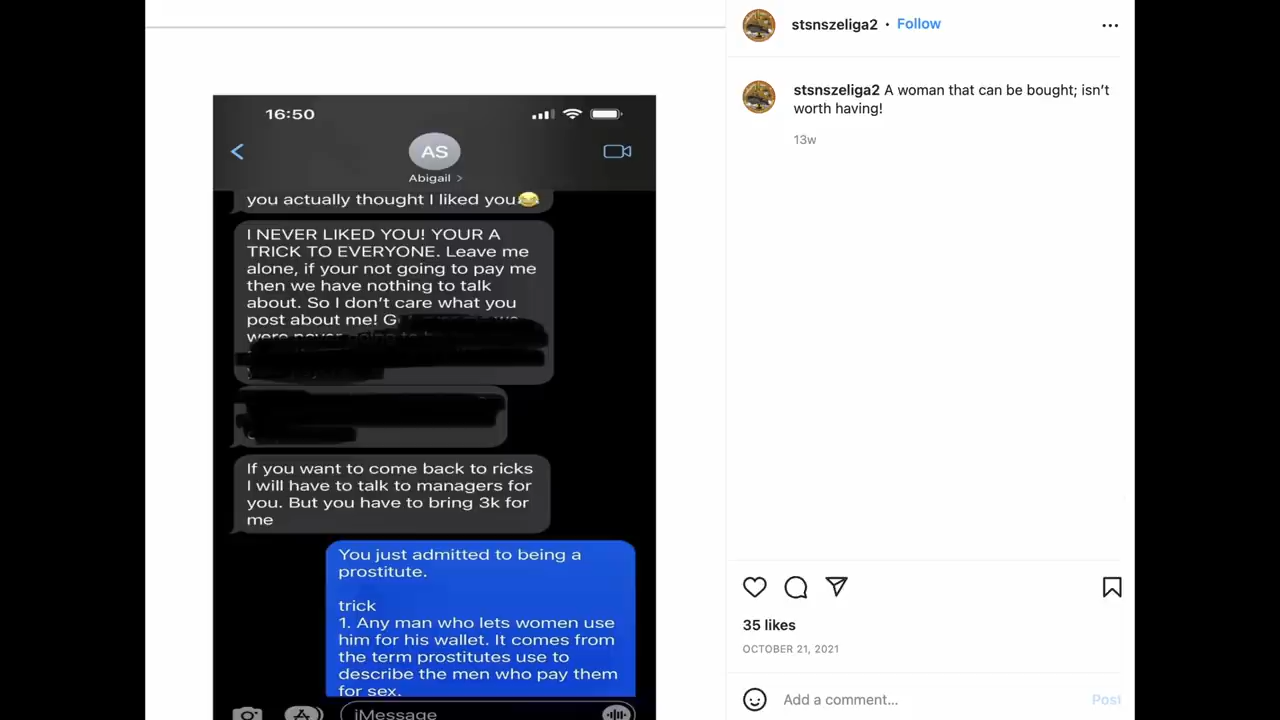 stsnszeliga2 • Follow
stsnszeliga2 A woman that can be bought; isn't
worth having!
13w
16:50
AS
Abigail >
you actually thought I liked you😂
I NEVER LIKED YOU! YOUR A
TRICK TO EVERYONE. Leave me
alone, if your not going to pay me
then we have nothing to talk
about. So I don't care what you
post about me! G
were never going to
If you want to come back to ricks
I will have to talk to managers for
you. But you have to bring 3k for
me
You just admitted to being a
prostitute.
trick
1. Any man who lets women use
him for his wallet. It comes from
the term prostitutes use to
describe the men who pay them
for sex.
iMessage
35 likes
OCTOBER 21, 2021
Add a comment...
Post